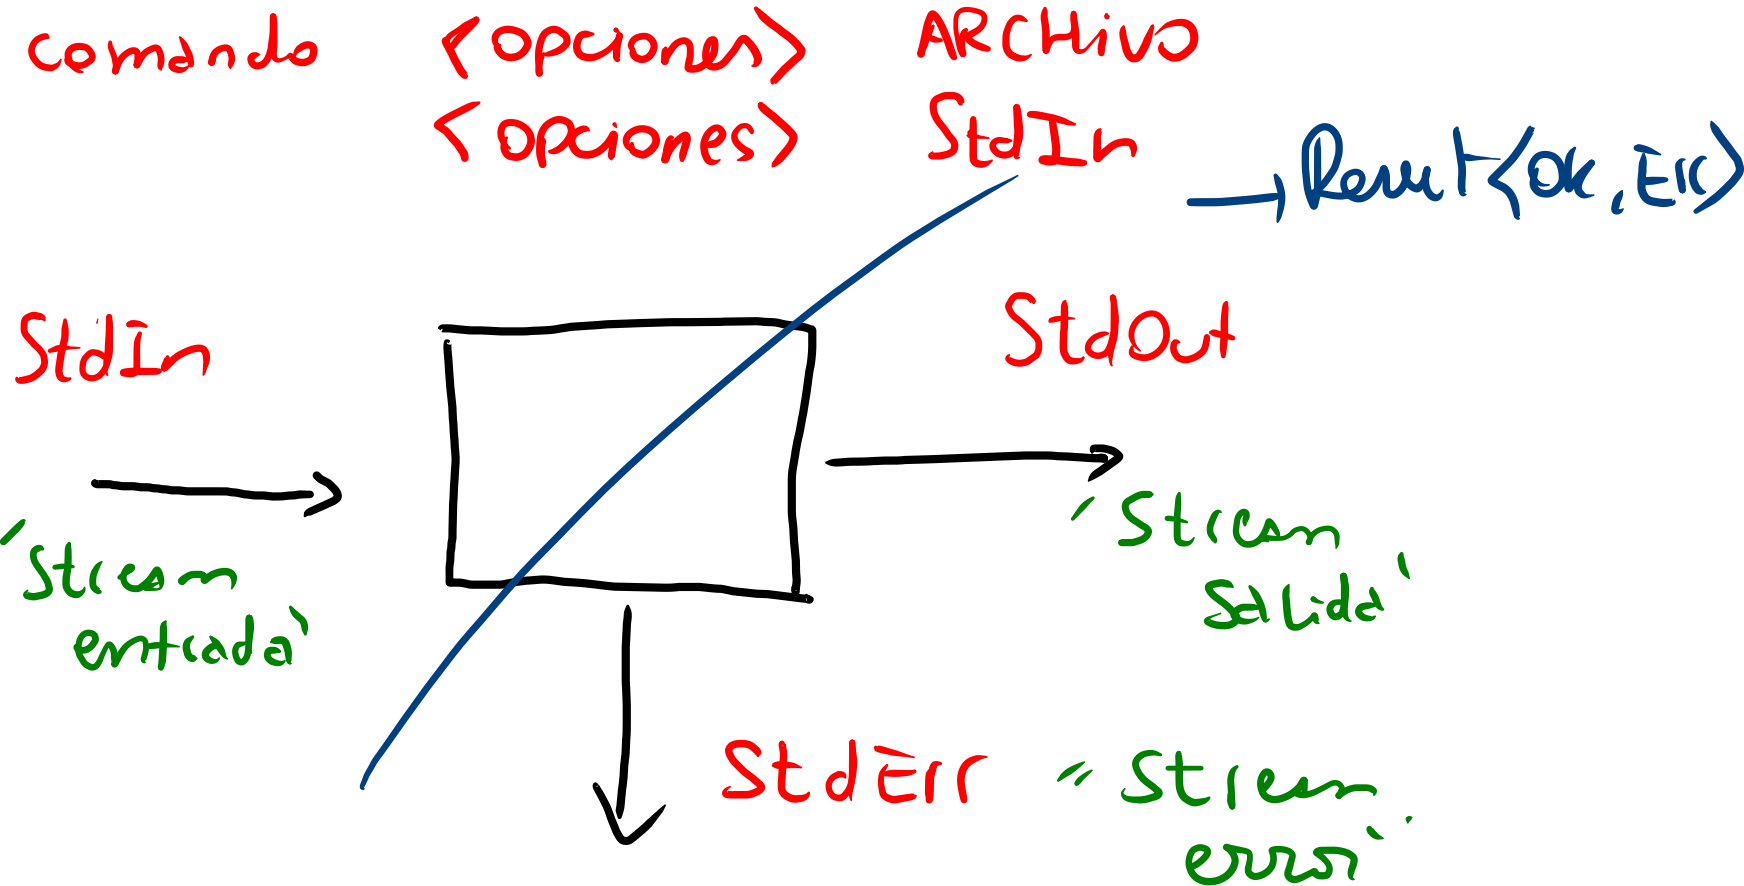 comando <opciones> ARCHivo
<opciones> StdIn
→ Result<Ok, Err>
StdIn
StdOut
"Stream
entrada"
"Stream
salida"
StdErr "Stream
error"